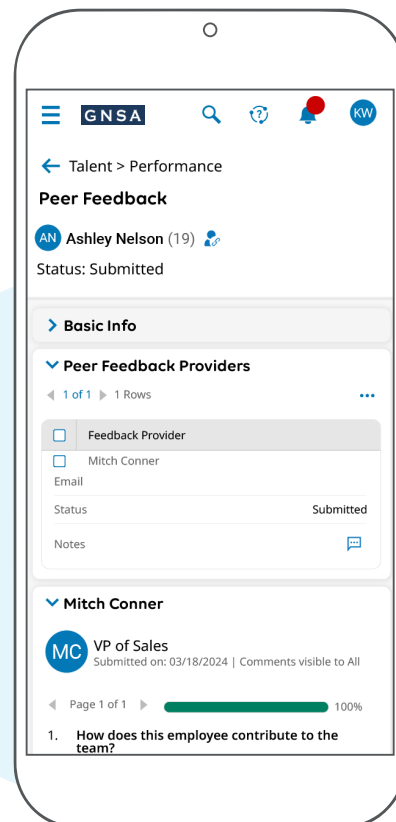 GNSA
?
KW
Talent > Performance
Peer Feedback
AN Ashley Nelson (19)
Status: Submitted
Basic Info
Peer Feedback Providers
1 of 1 1 Rows
Feedback Provider
Mitch Conner
Email
Status Submitted
Notes
Mitch Conner
MC
VP of Sales
Submitted on: 03/18/2024 | Comments visible to All
Page 1 of 1 100%
1. How does this employee contribute to the
team?